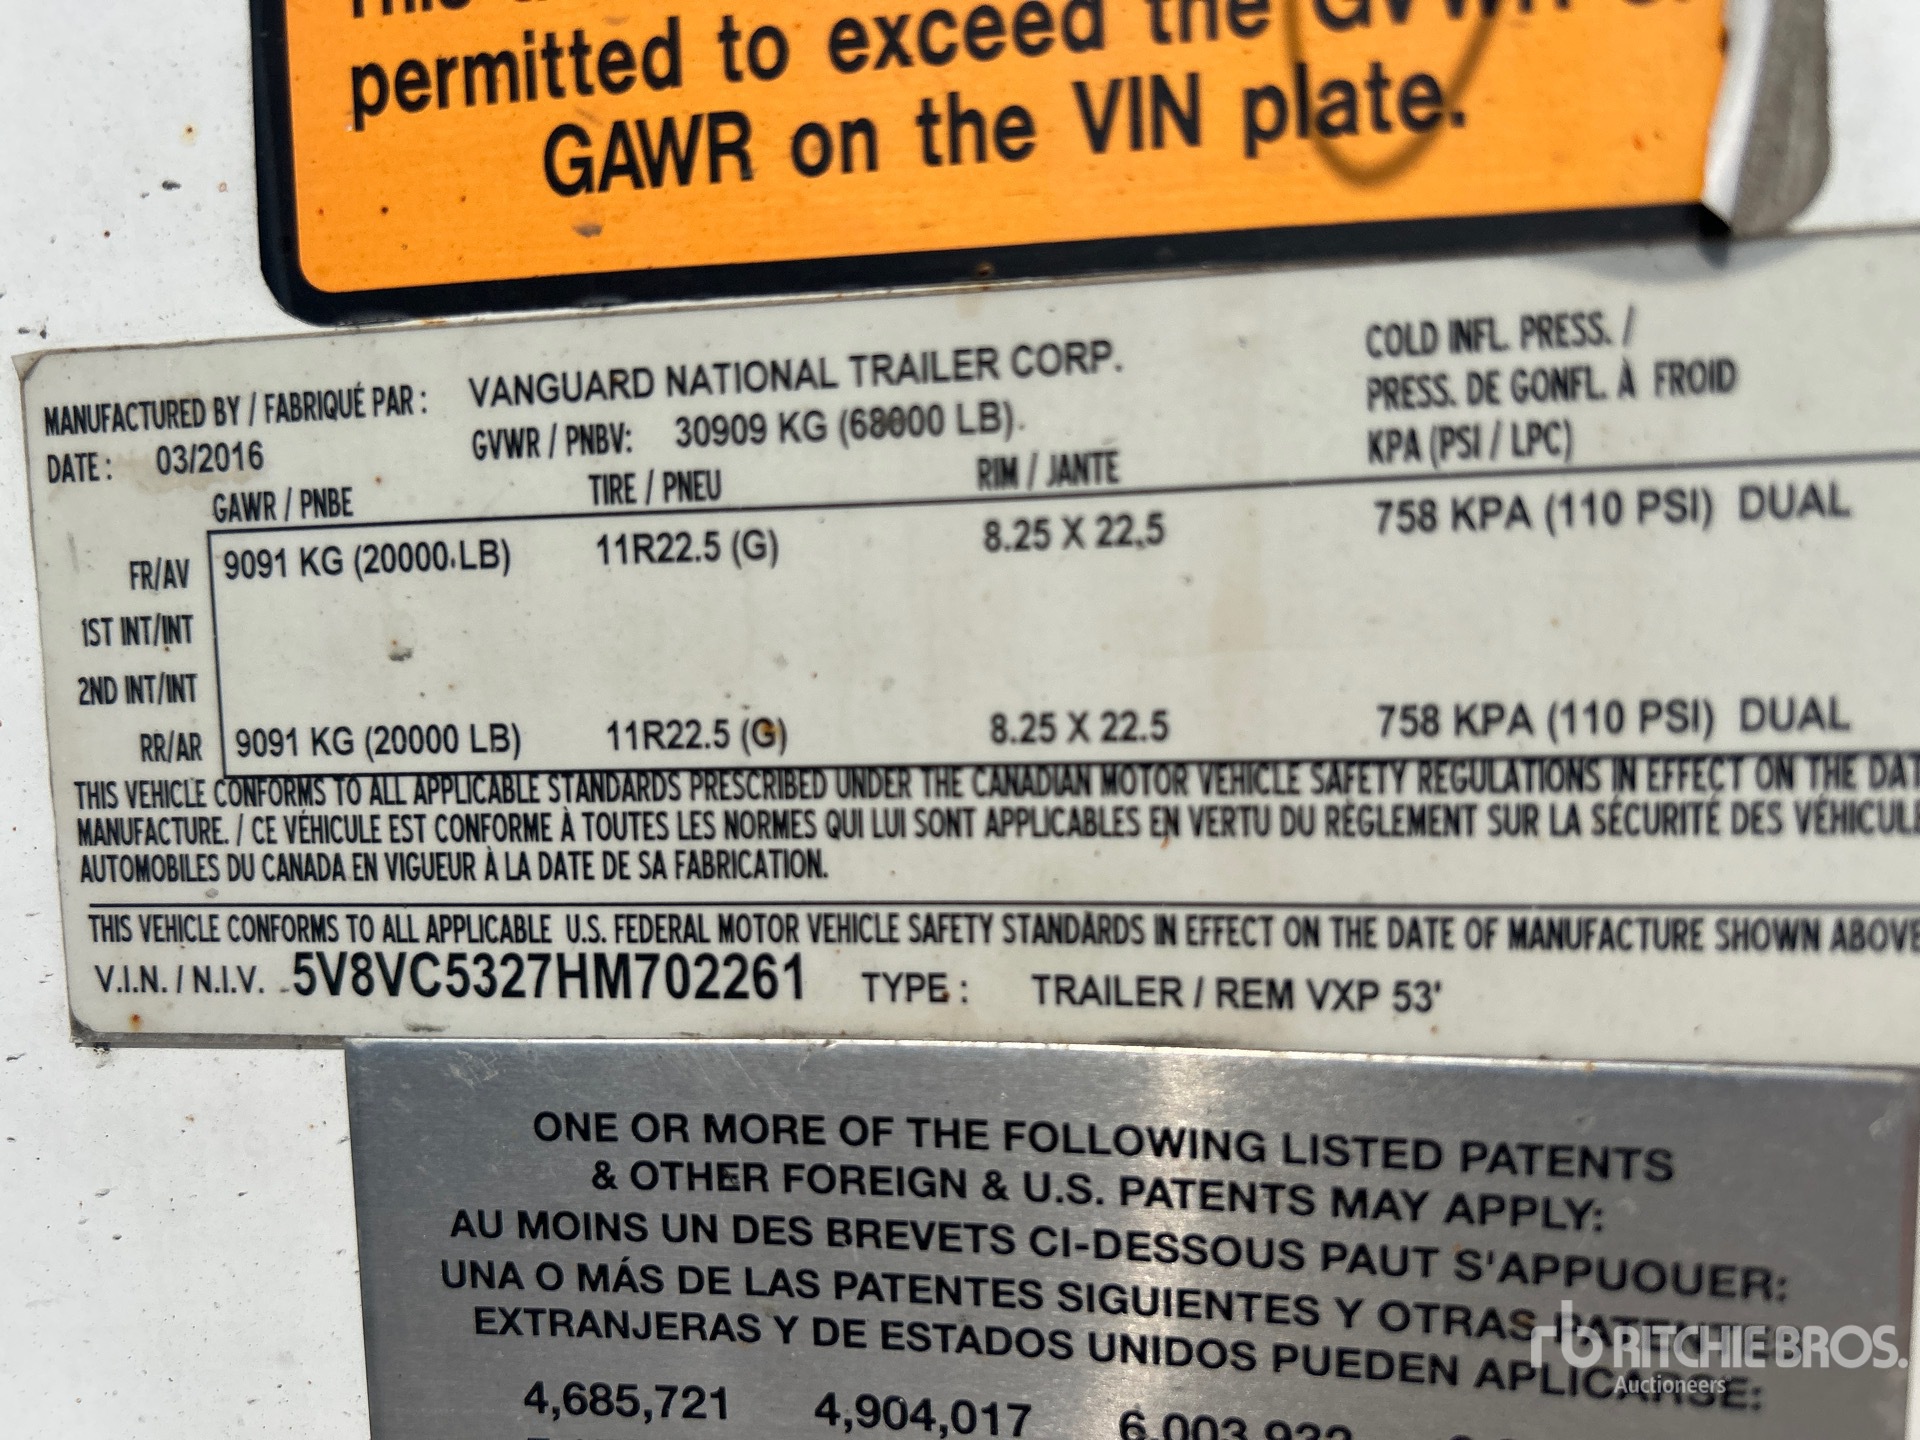 permitted to exceed the GVWR
GAWR on the VIN plate.
MANUFACTURED BY / FABRIQUÉ PAR : VANGUARD NATIONAL TRAILER CORP.
COLD INFL. PRESS. /
PRESS. DE GONFL. À FROID
KPA (PSI / LPC)
DATE : 03/2016 GVWR / PNBV: 30909 KG (68000 LB).
GAWR / PNBE TIRE / PNEU RIM / JANTE
FR/AV 9091 KG (20000 LB) 11R22.5 (G) 8.25 X 22.5 758 KPA (110 PSI) DUAL
1ST INT/INT
2ND INT/INT
RR/AR 9091 KG (20000 LB) 11R22.5 (G) 8.25 X 22.5 758 KPA (110 PSI) DUAL
THIS VEHICLE CONFORMS TO ALL APPLICABLE STANDARDS PRESCRIBED UNDER THE CANADIAN MOTOR VEHICLE SAFETY REGULATIONS IN EFFECT ON THE DAT
MANUFACTURE. / CE VÉHICULE EST CONFORME À TOUTES LES NORMES QUI LUI SONT APPLICABLES EN VERTU DU RÈGLEMENT SUR LA SÉCURITÉ DES VÉHICULE
AUTOMOBILES DU CANADA EN VIGUEUR À LA DATE DE SA FABRICATION.
THIS VEHICLE CONFORMS TO ALL APPLICABLE U.S. FEDERAL MOTOR VEHICLE SAFETY STANDARDS IN EFFECT ON THE DATE OF MANUFACTURE SHOWN ABOVE
V.I.N. / N.I.V. 5V8VC5327HM702261 TYPE : TRAILER / REM VXP 53'
ONE OR MORE OF THE FOLLOWING LISTED PATENTS
& OTHER FOREIGN & U.S. PATENTS MAY APPLY:
AU MOINS UN DES BREVETS CI-DESSOUS PAUT S'APPUOUER:
UNA O MÁS DE LAS PATENTES SIGUIENTES Y OTRAS PATENTES
EXTRANJERAS Y DE ESTADOS UNIDOS PUEDEN APLICARSE:
4,685,721 4,904,017 6,003,932
rb RITCHIE BROS.
Auctioneers